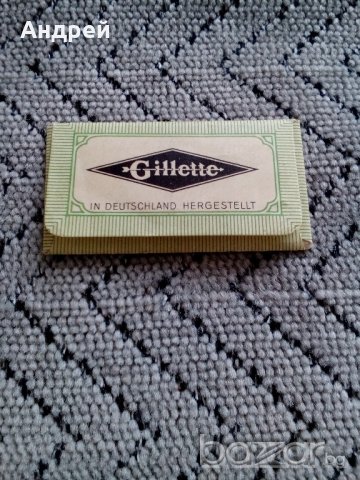 Андрей
Gillette
IN DEUTSCHLAND HERGESTELLT
bazar.bg